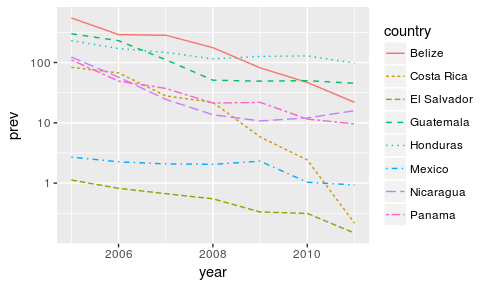 country
Belize
Costa Rica
El Salvador
Guatemala
Honduras
Mexico
Nicaragua
Panama
prev
100
10
1
2006 2008 2010
year